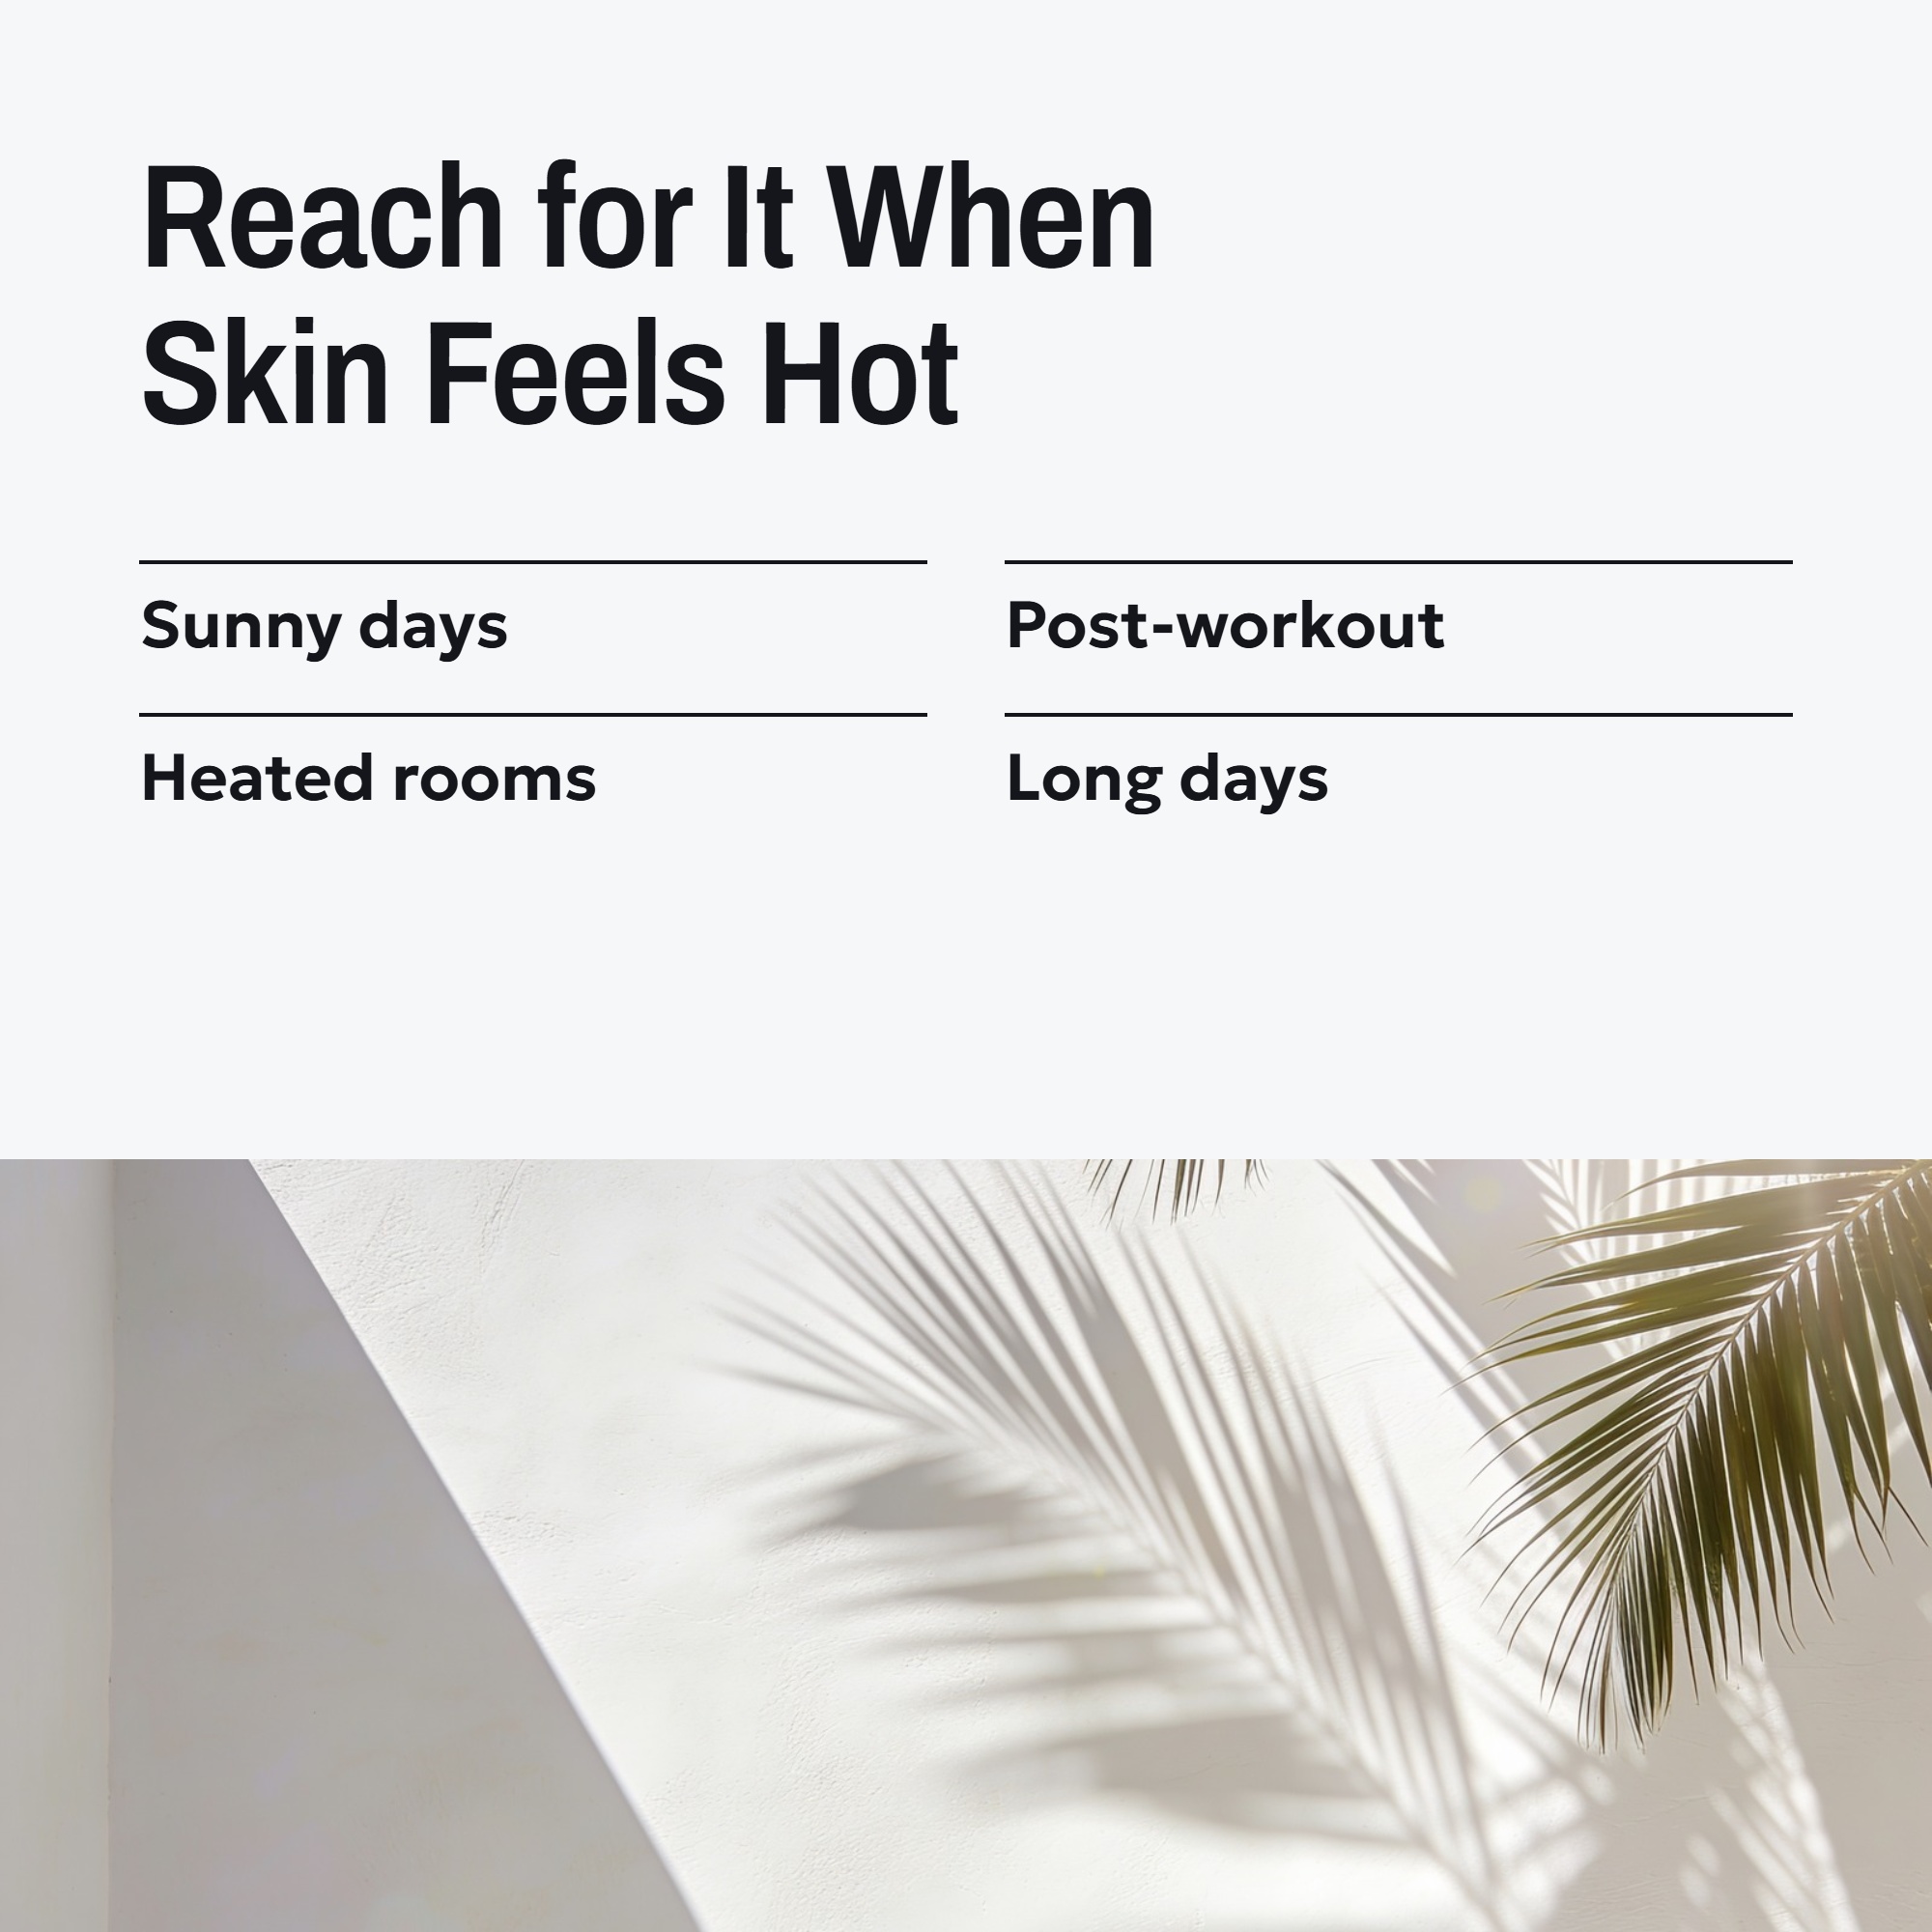 Reach for It When
Skin Feels Hot
Sunny days
Post-workout
Heated rooms
Long days